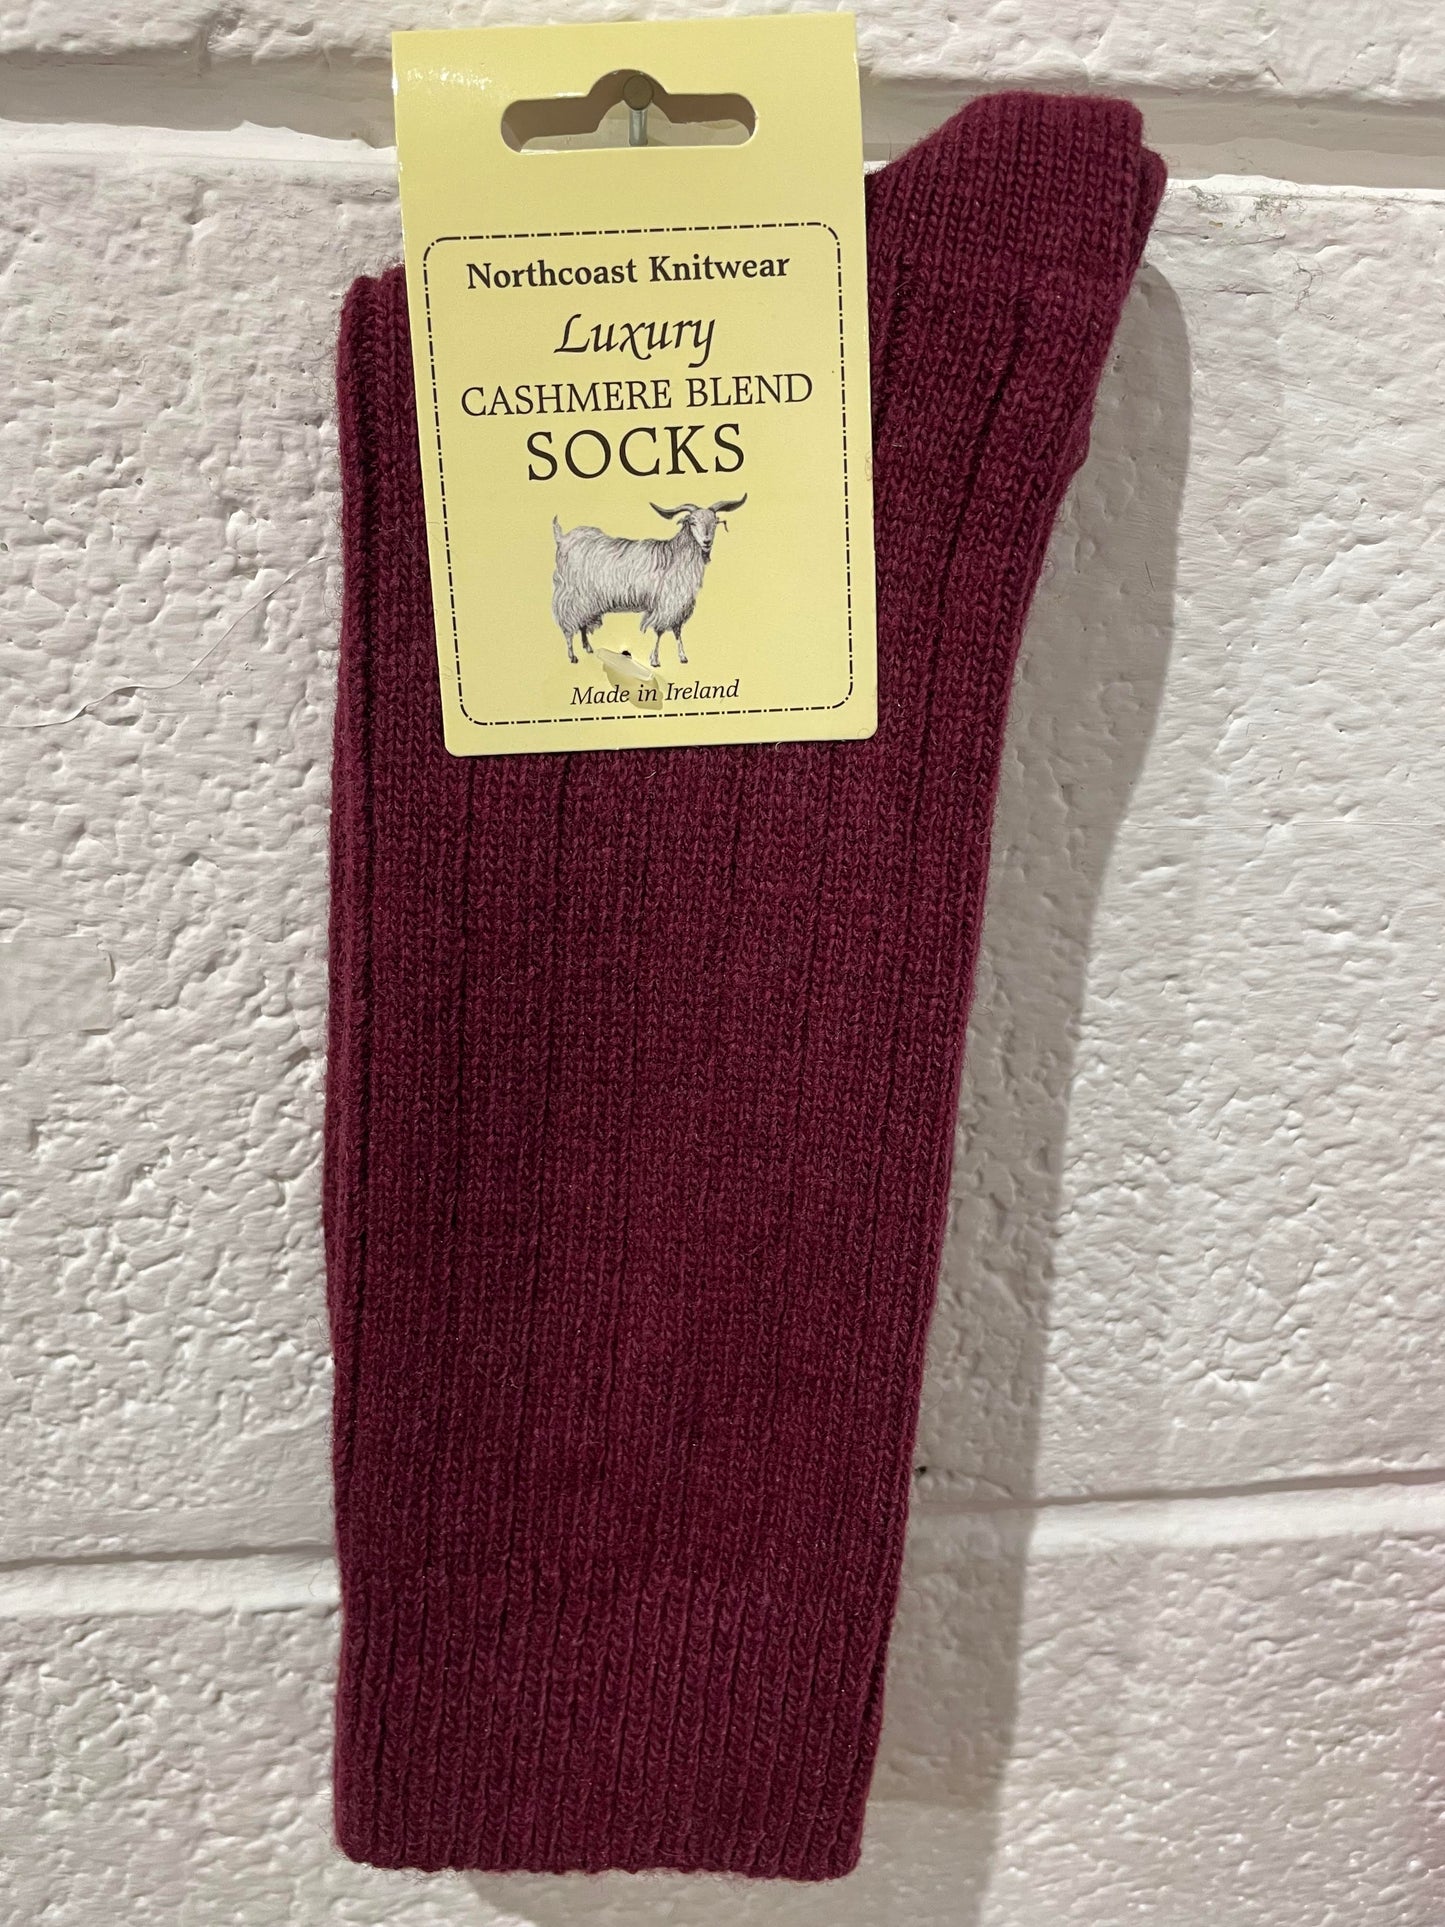 Northcoast Knitwear
Luxury
CASHMERE BLEND
SOCKS
Made in Ireland